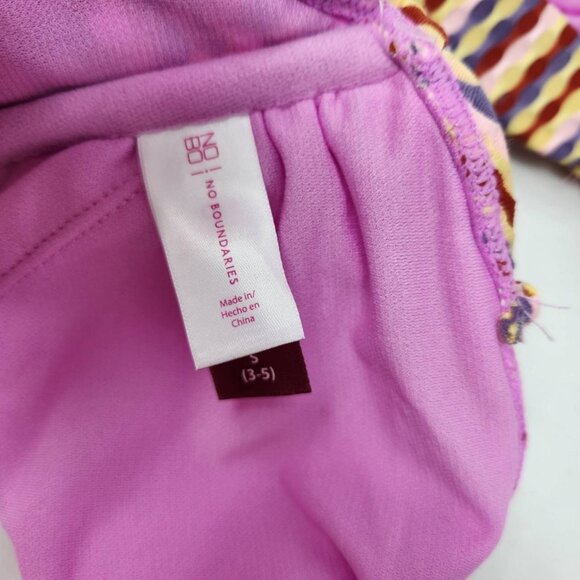 NO
BO
NO BOUNDARIES
Made in/
Hecho en
China
S
(3-5)